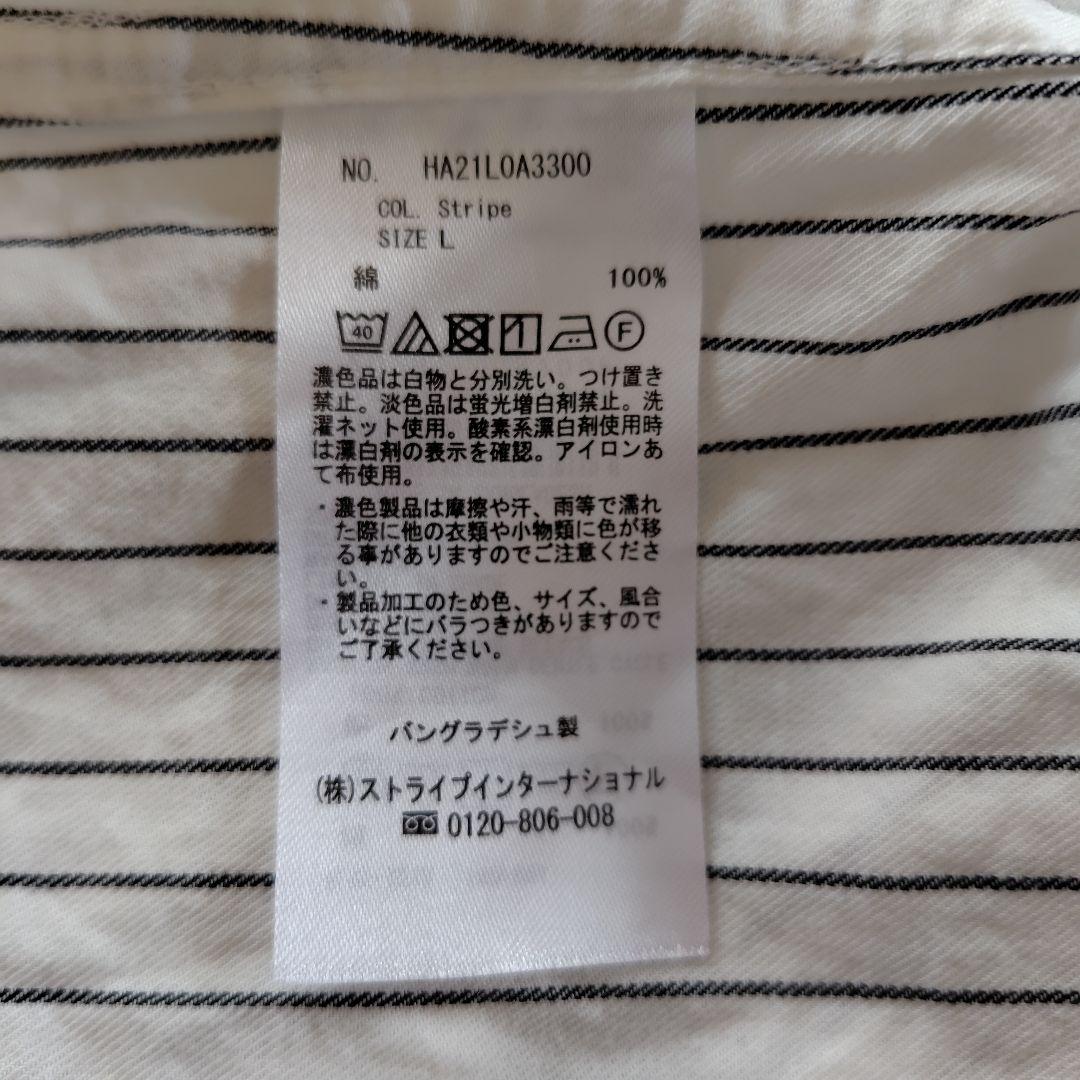 NO. HA21L0A3300
COL. Stripe
SIZE L
綿 100%
40
F
濃色品は白物と分別洗い。つけ置き
禁止。淡色品は蛍光増白剤禁止。洗
濯ネット使用。酸素系漂白剤使用時
は漂白剤の表示を確認。アイロンあ
て布使用。
・濃色製品は摩擦や汗、雨等で濡れ
た際に他の衣類や小物類に色が移
る事がありますのでご注意くださ
い。
・製品加工のため色、サイズ、風合
いなどにバラつきがありますので
ご了承ください。
バングラデシュ製
(株)ストライプインターナショナル
0120-806-008